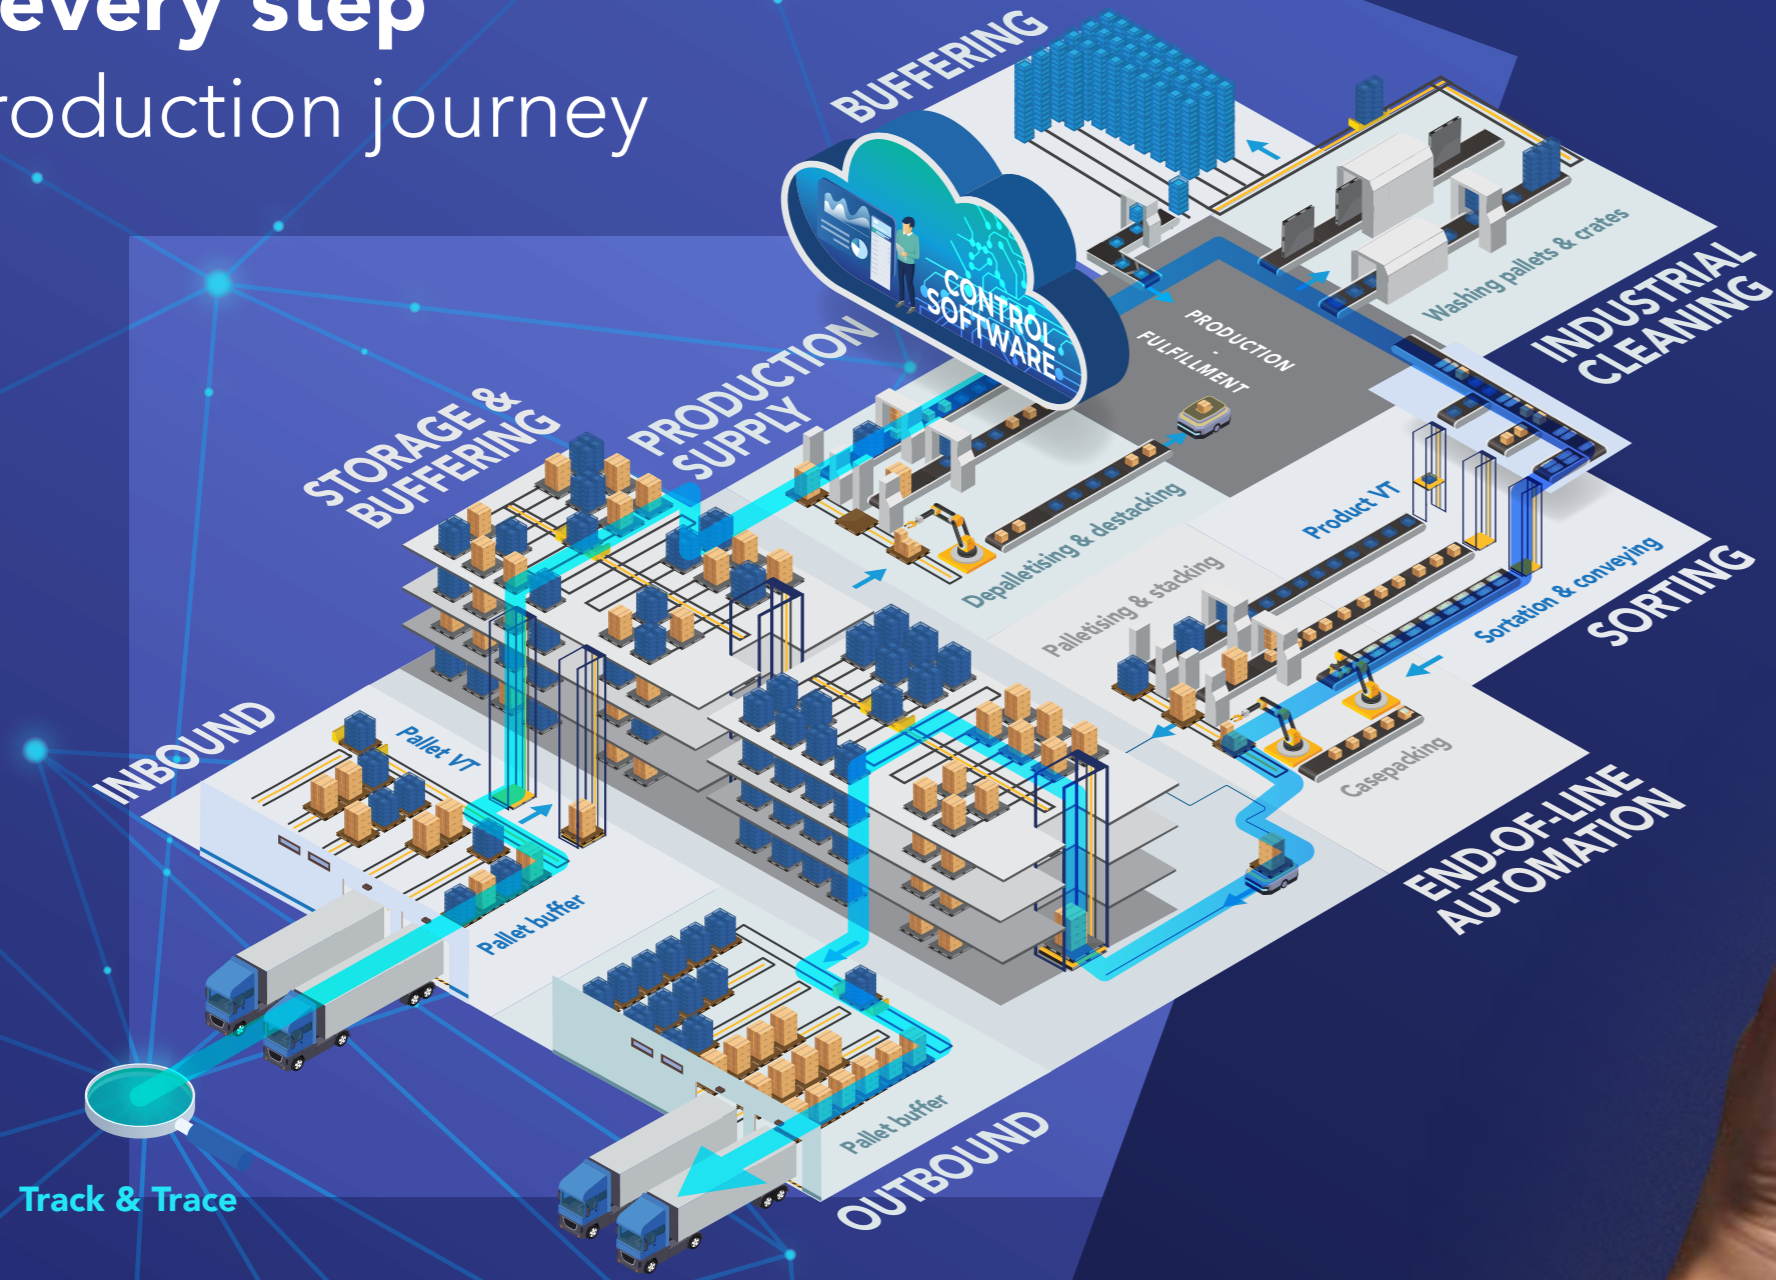 every step
roduction journey
BUFFERING
CONTROL
SOFTWARE
PRODUCTION
-
FULFILLMENT
Washing pallets & crates
INDUSTRIAL
CLEANING
STORAGE &
BUFFERING
PRODUCTION
SUPPLY
Depalletising & destacking
Palletising & stacking
Product VT
Sortation & conveying
SORTING
INBOUND
Pallet VT
Pallet buffer
Casepacking
END-OF-LINE
AUTOMATION
Pallet buffer
OUTBOUND
Track & Trace